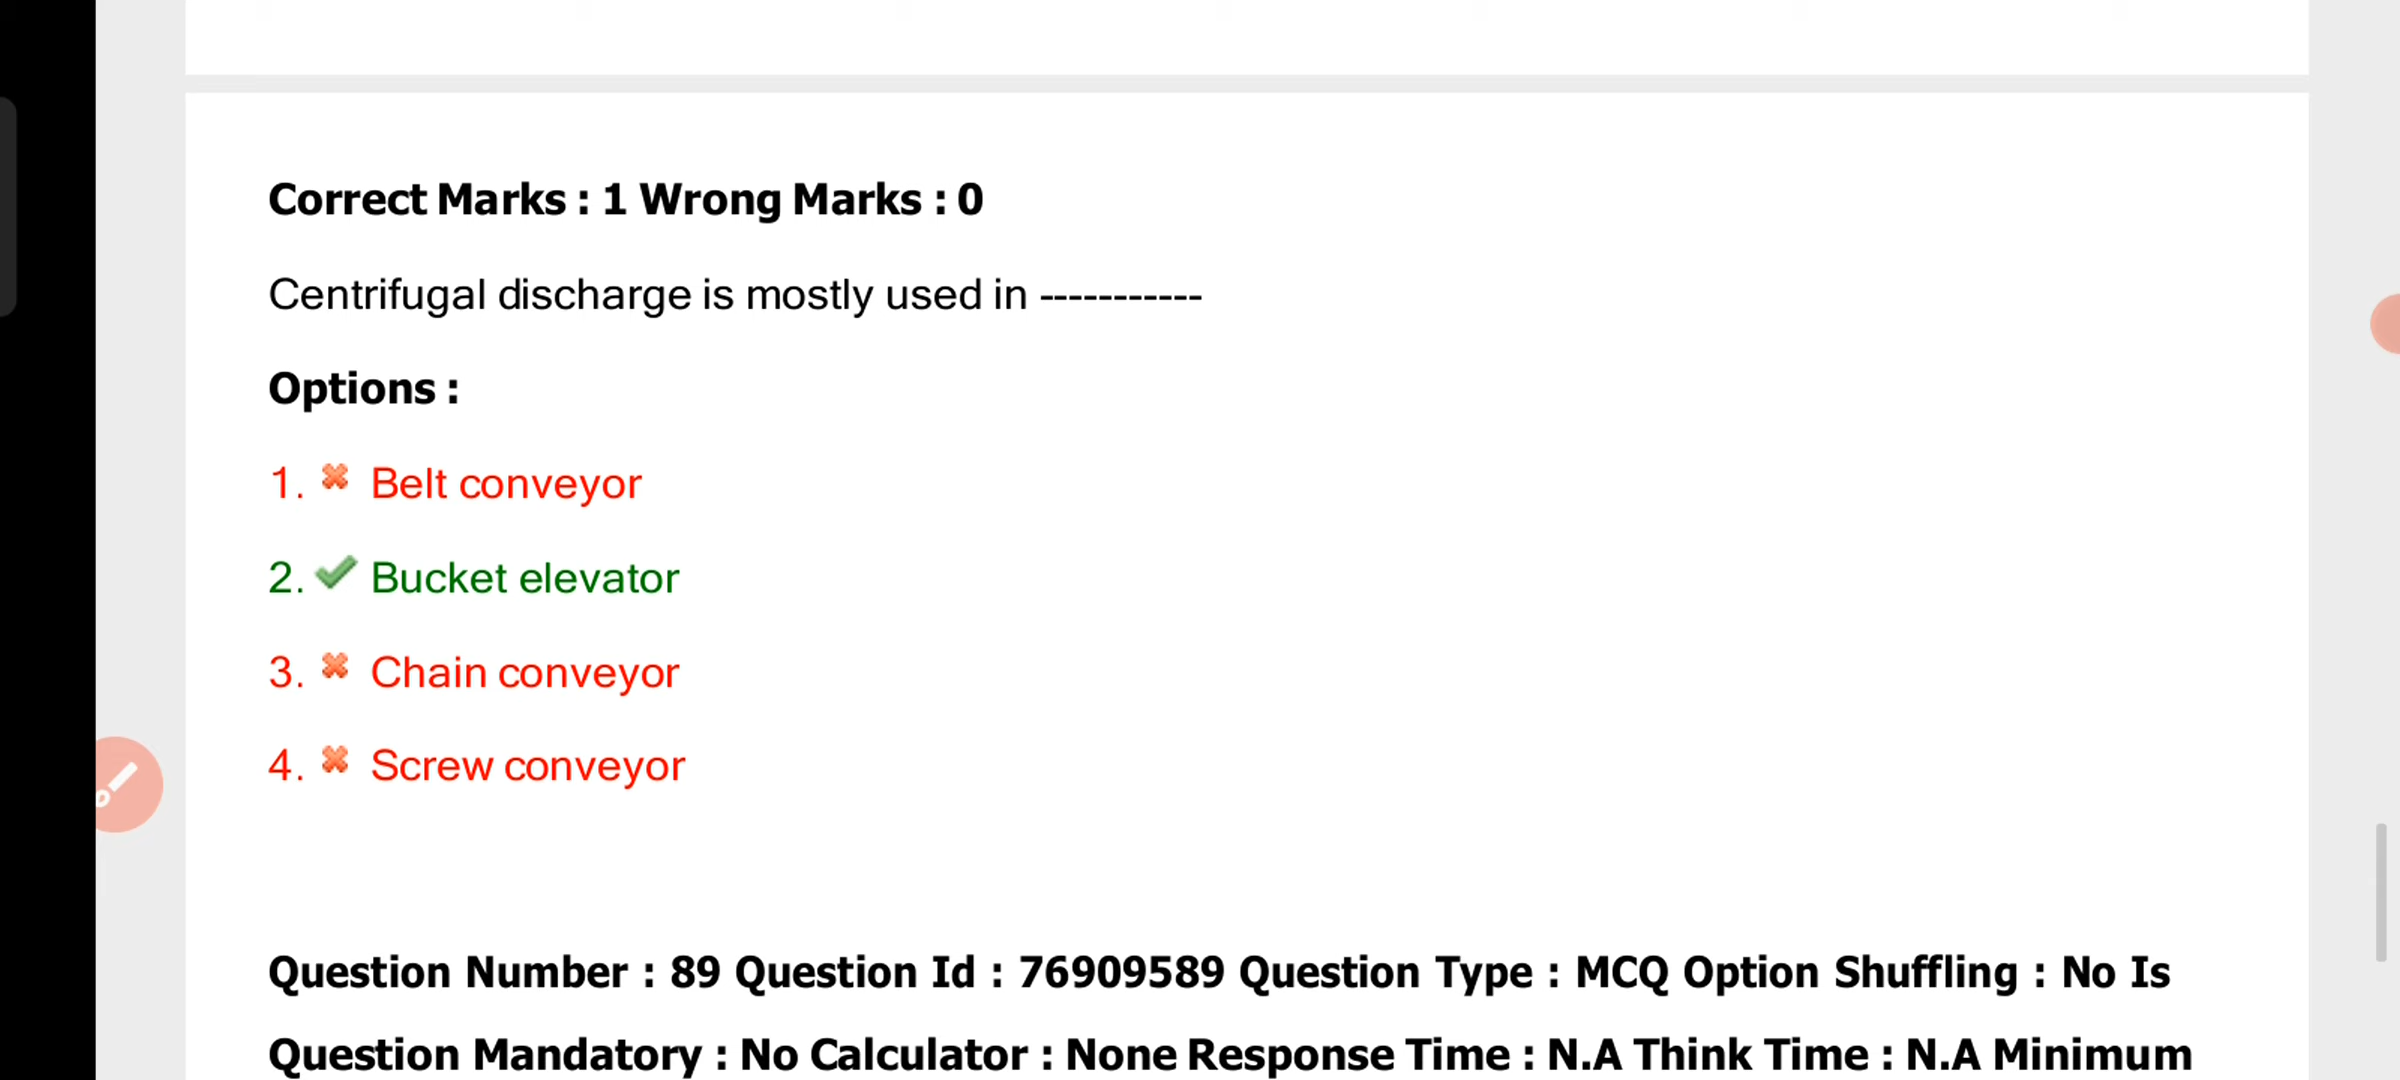 Correct Marks : 1 Wrong Marks : 0
Centrifugal discharge is mostly used in -----------
Options :
1. Belt conveyor
2. Bucket elevator
3. Chain conveyor
4. Screw conveyor
Question Number : 89 Question Id : 76909589 Question Type : MCQ Option Shuffling : No Is
Question Mandatory : No Calculator : None Response Time : N.A Think Time : N.A Minimum